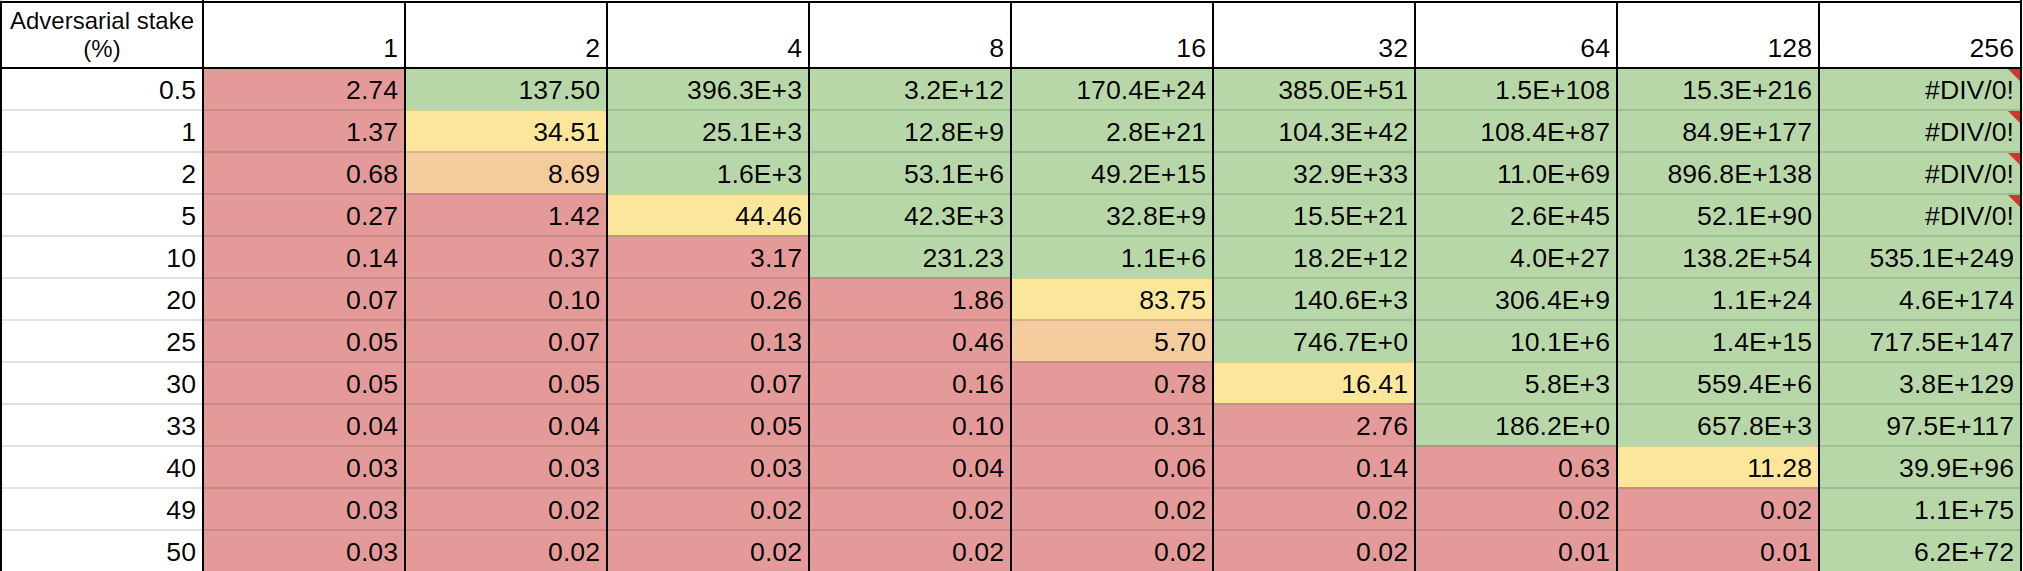 Adversarial stake (%) 1 2 4 8 16 32 64 128 256
0.5 2.74 137.50 396.3E+3 3.2E+12 170.4E+24 385.0E+51 1.5E+108 15.3E+216 #DIV/0!
1 1.37 34.51 25.1E+3 12.8E+9 2.8E+21 104.3E+42 108.4E+87 84.9E+177 #DIV/0!
2 0.68 8.69 1.6E+3 53.1E+6 49.2E+15 32.9E+33 11.0E+69 896.8E+138 #DIV/0!
5 0.27 1.42 44.46 42.3E+3 32.8E+9 15.5E+21 2.6E+45 52.1E+90 #DIV/0!
10 0.14 0.37 3.17 231.23 1.1E+6 18.2E+12 4.0E+27 138.2E+54 535.1E+249
20 0.07 0.10 0.26 1.86 83.75 140.6E+3 306.4E+9 1.1E+24 4.6E+174
25 0.05 0.07 0.13 0.46 5.70 746.7E+0 10.1E+6 1.4E+15 717.5E+147
30 0.05 0.05 0.07 0.16 0.78 16.41 5.8E+3 559.4E+6 3.8E+129
33 0.04 0.04 0.05 0.10 0.31 2.76 186.2E+0 657.8E+3 97.5E+117
40 0.03 0.03 0.03 0.04 0.06 0.14 0.63 11.28 39.9E+96
49 0.03 0.02 0.02 0.02 0.02 0.02 0.02 0.02 1.1E+75
50 0.03 0.02 0.02 0.02 0.02 0.02 0.01 0.01 6.2E+72